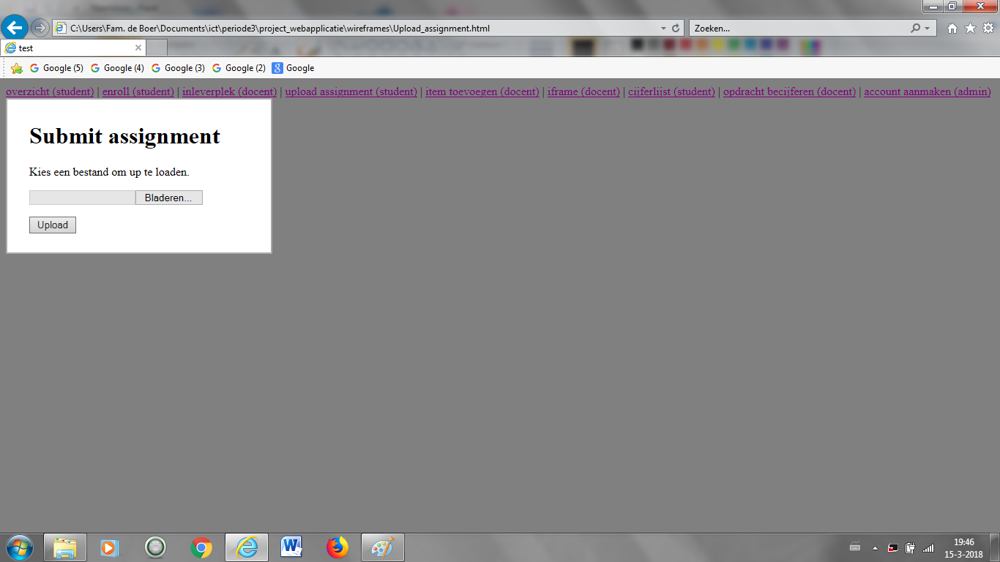 C:\Users\Fam. de Boer\Documents\ict\periode3\project_webapplicatie\wireframes\Upload_assignment.html
Zoeken...
test
Google (5) Google (4) Google (3) Google (2) Google
overzicht (student) | enroll (student) | inleverplek (docent) | upload assignment (student) | item toevoegen (docent) | iframe (docent) | cijferlijst (student) | opdracht becijferen (docent) | account aanmaken (admin)
Submit assignment
Kies een bestand om up te loaden.
Bladeren...
Upload
19:46
15-3-2018